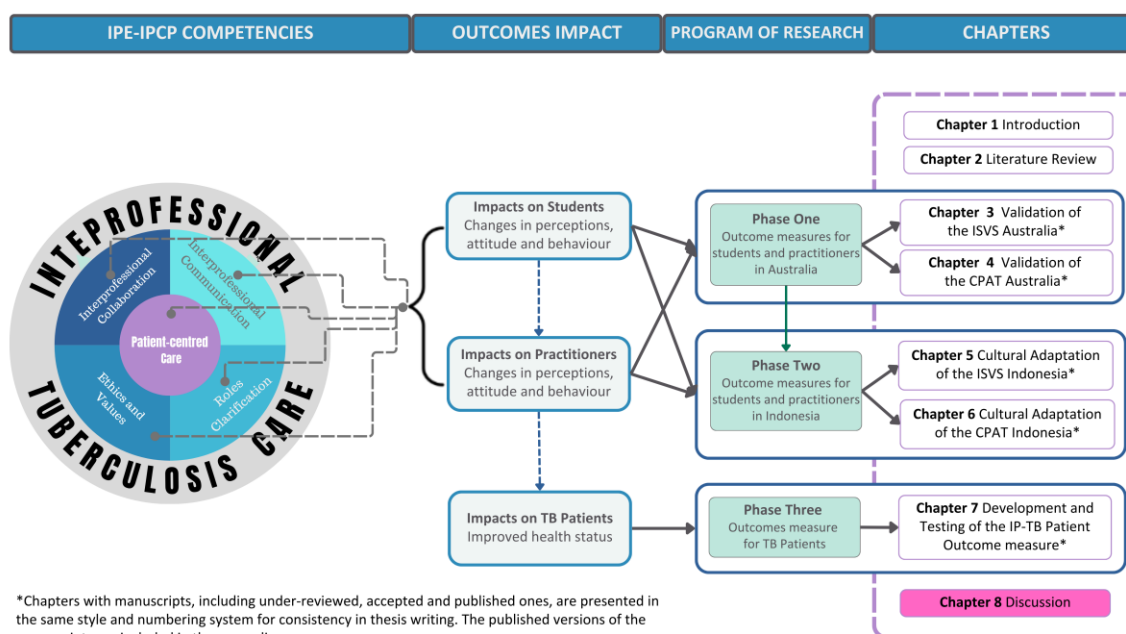 IPE-IPCP COMPETENCIES
OUTCOMES IMPACT
PROGRAM OF RESEARCH
CHAPTERS
INTEPROFESSIONAL
TUBERCULOSIS CARE
Interprofessional
Collaboration
Interprofessional
Communication
Patient-centred
Care
Ethics and
Values
Roles
Clarification
Impacts on Students
Changes in perceptions,
attitude and behaviour
Impacts on Practitioners
Changes in perceptions,
attitude and behaviour
Impacts on TB Patients
Improved health status
Phase One
Outcome measures for
students and practitioners
in Australia
Phase Two
Outcome measures for
students and practitioners
in Indonesia
Phase Three
Outcomes measure
for TB Patients
Chapter 1 Introduction
Chapter 2 Literature Review
Chapter 3 Validation of
the ISVS Australia*
Chapter 4 Validation of
the CPAT Australia*
Chapter 5 Cultural Adaptation
of the ISVS Indonesia*
Chapter 6 Cultural Adaptation
of the CPAT Indonesia*
Chapter 7 Development and
Testing of the IP-TB Patient
Outcome measure*
Chapter 8 Discussion
*Chapters with manuscripts, including under-reviewed, accepted and published ones, are presented in
the same style and numbering system for consistency in thesis writing. The published versions of the